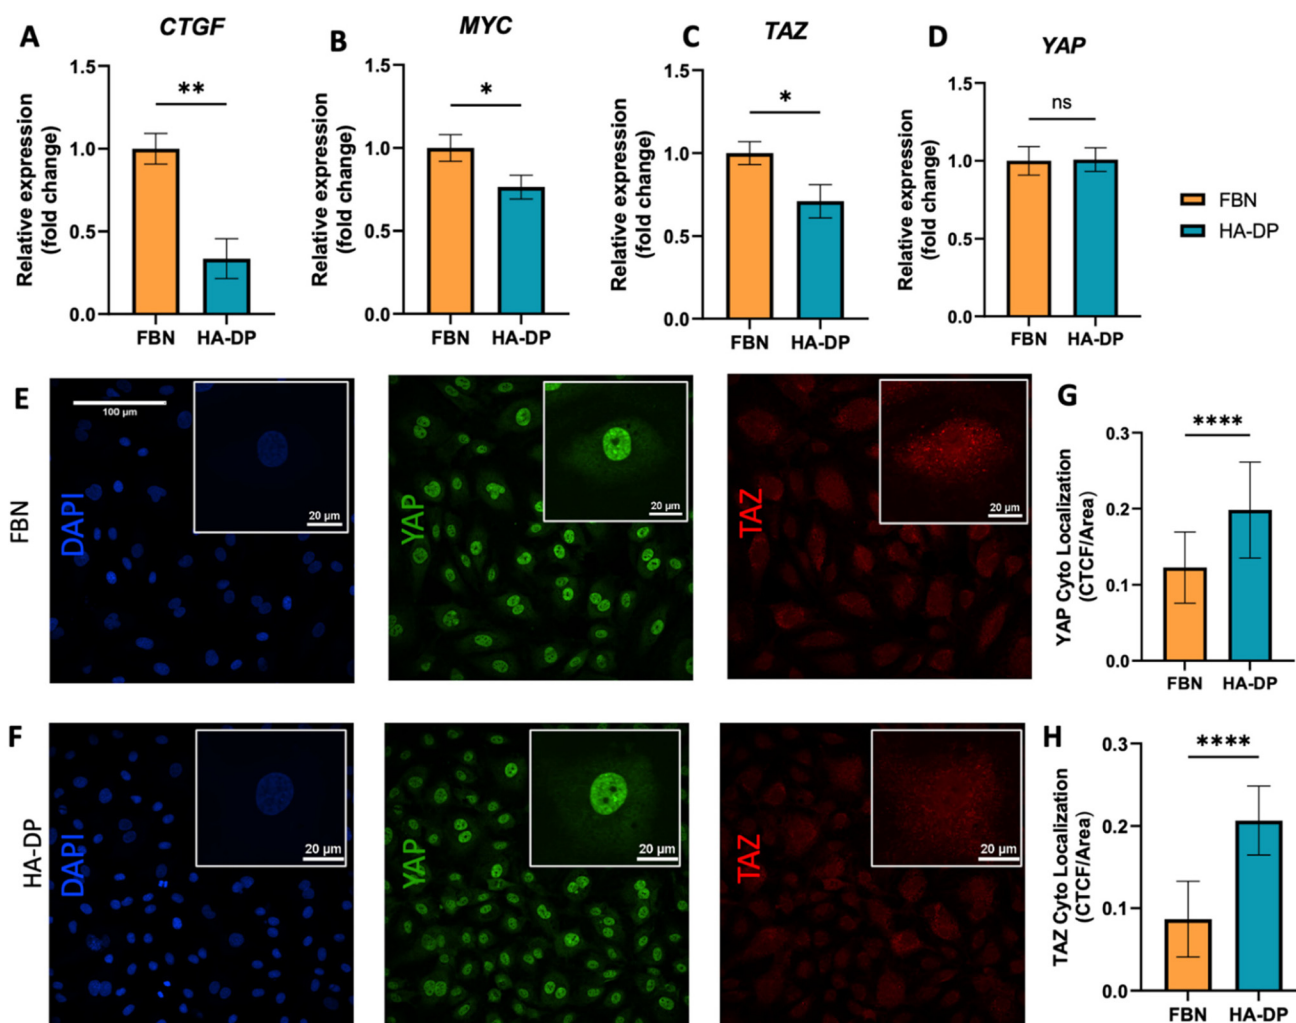 A
CTGF
**
Relative expression
(fold change)
1.5
1.0
0.5
0.0
FBN
HA-DP
B
MYC
*
Relative expression
(fold change)
1.5
1.0
0.5
0.0
FBN
HA-DP
C
TAZ
*
Relative expression
(fold change)
1.5
1.0
0.5
0.0
FBN
HA-DP
D
YAP
ns
Relative expression
(fold change)
1.5
1.0
0.5
0.0
FBN
HA-DP
FBN
HA-DP
E
FBN
100 µm
DAPI
20 µm
YAP
20 µm
TAZ
20 µm
G
****
YAP Cyto Localization
(CTCF/Area)
0.3
0.2
0.1
0.0
FBN
HA-DP
F
HA-DP
DAPI
20 µm
YAP
20 µm
TAZ
20 µm
H
****
TAZ Cyto Localization
(CTCF/Area)
0.3
0.2
0.1
0.0
FBN
HA-DP